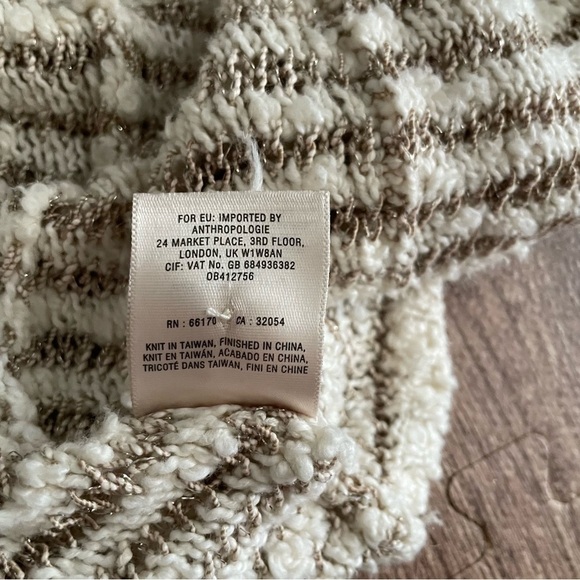 FOR EU: IMPORTED BY
ANTHROPOLOGIE
24 MARKET PLACE, 3RD FLOOR,
LONDON, UK W1W8AN
CIF: VAT No. GB 684936382
OB412756
RN : 66170 CA : 32054
KNIT IN TAIWAN, FINISHED IN CHINA,
KNIT EN TAIWÁN, ACABADO EN CHINA,
TRICOTÉ DANS TAIWAN, FINI EN CHINE